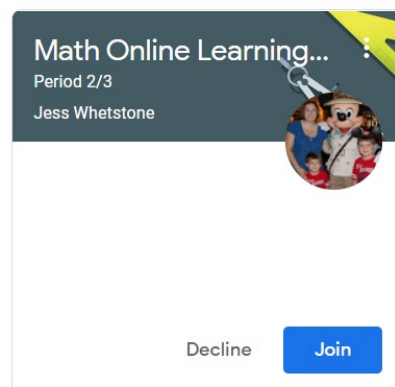 Math Online Learning...
Period 2/3
Jess Whetstone
Decline
Join